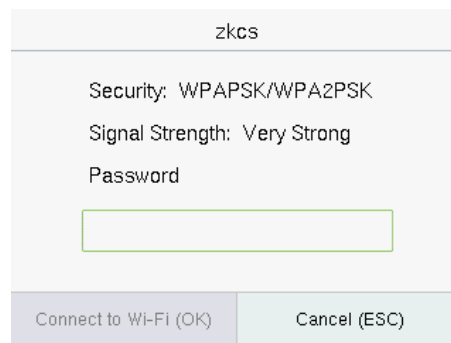 zkcs
Security: WPAPSK/WPA2PSK
Signal Strength: Very Strong
Password
Connect to Wi-Fi (OK)
Cancel (ESC)